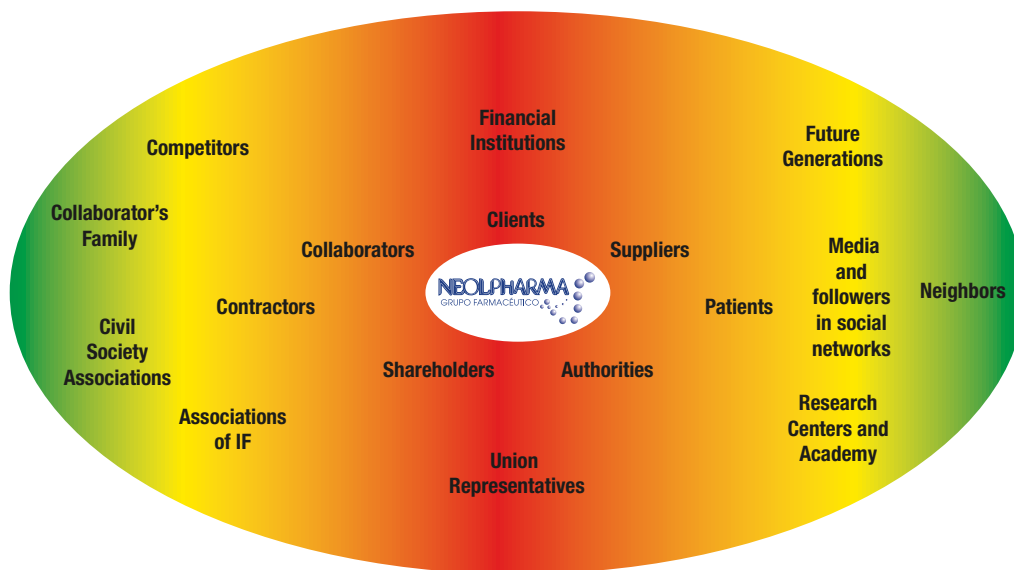 Financial
Institutions
Competitors
Future
Generations
Clients
Collaborator's
Family
Collaborators
Suppliers
Media
and
followers
in social
networks
NEOLPHARMA
GRUPO FARMACÉUTICO
Neighbors
Contractors
Patients
Civil
Society
Associations
Shareholders
Authorities
Associations
of IF
Research
Centers and
Academy
Union
Representatives